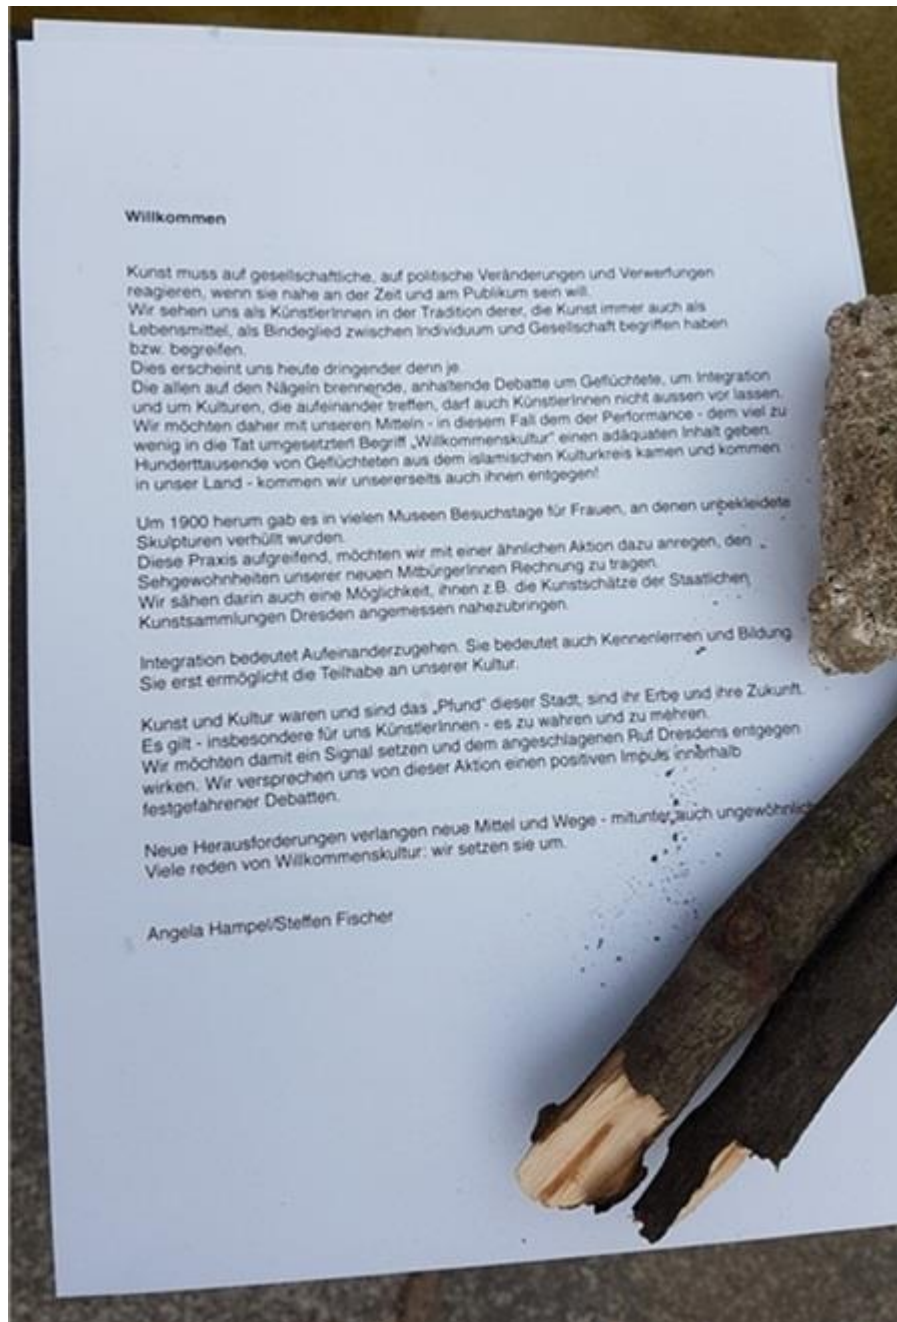 Willkommen
Kunst muss auf gesellschaftliche, auf politische Veränderungen und Verwerfungen
reagieren, wenn sie nahe an der Zeit und am Publikum sein will.
Wir sehen uns als KünstlerInnen in der Tradition derer, die Kunst immer auch als
Lebensmittel, als Bindeglied zwischen Individuum und Gesellschaft begriffen haben
bzw. begreifen.
Dies erscheint uns heute dringender denn je.
Die allen auf den Nägeln brennende, anhaltende Debatte um Geflüchtete, um Integration
und um Kulturen, die aufeinander treffen, darf auch KünstlerInnen nicht aussen vor lassen.
Wir möchten daher mit unseren Mitteln - in diesem Fall dem der Performance - dem viel zu
wenig in die Tat umgesetzten Begriff „Willkommenskultur" einen adäquaten Inhalt geben.
Hunderttausende von Geflüchteten aus dem islamischen Kulturkreis kamen und kommen
in unser Land - kommen wir unsererseits auch ihnen entgegen!
Um 1900 herum gab es in vielen Museen Besuchstage für Frauen, an denen unbekleidete
Skulpturen verhüllt wurden.
Diese Praxis aufgreifend, möchten wir mit einer ähnlichen Aktion dazu anregen, den
Sehgewohnheiten unserer neuen MitbürgerInnen Rechnung zu tragen.
Wir sähen darin auch eine Möglichkeit, ihnen z.B. die Kunstschätze der Staatlichen
Kunstsammlungen Dresden angemessen nahezubringen.
Integration bedeutet Aufeinanderzugehen. Sie bedeutet auch Kennenlernen und Bildung.
Sie erst ermöglicht die Teilhabe an unserer Kultur.
Kunst und Kultur waren und sind das „Pfund" dieser Stadt, sind ihr Erbe und ihre Zukunft.
Es gilt - insbesondere für uns KünstlerInnen - es zu wahren und zu mehren.
Wir möchten damit ein Signal setzen und dem angeschlagenen Ruf Dresdens entgegen
wirken. Wir versprechen uns von dieser Aktion einen positiven Impuls innerhalb
festgefahrener Debatten.
Neue Herausforderungen verlangen neue Mittel und Wege - mitunter auch ungewöhnlic
Viele reden von Willkommenskultur: wir setzen sie um.
Angela Hampel/Steffen Fischer